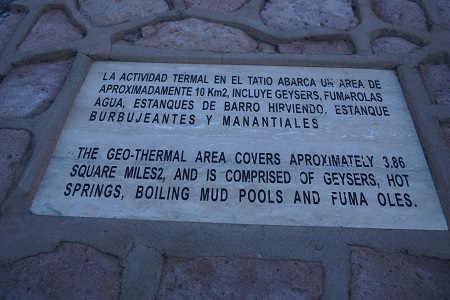 LA ACTIVIDAD TERMAL EN EL TATIO ABARCA UN AREA DE
APROXIMADAMENTE 10 Km2, INCLUYE GEYSERS, FUMAROLAS
AGUA, ESTANQUES DE BARRO HIRVIENDO, ESTANQUE
BURBUJEANTES Y MANANTIALES
THE GEO-THERMAL AREA COVERS APROXIMATELY 3.86
SQUARE MILES2, AND IS COMPRISED OF GEYSERS, HOT
SPRINGS, BOILING MUD POOLS AND FUMA OLES.